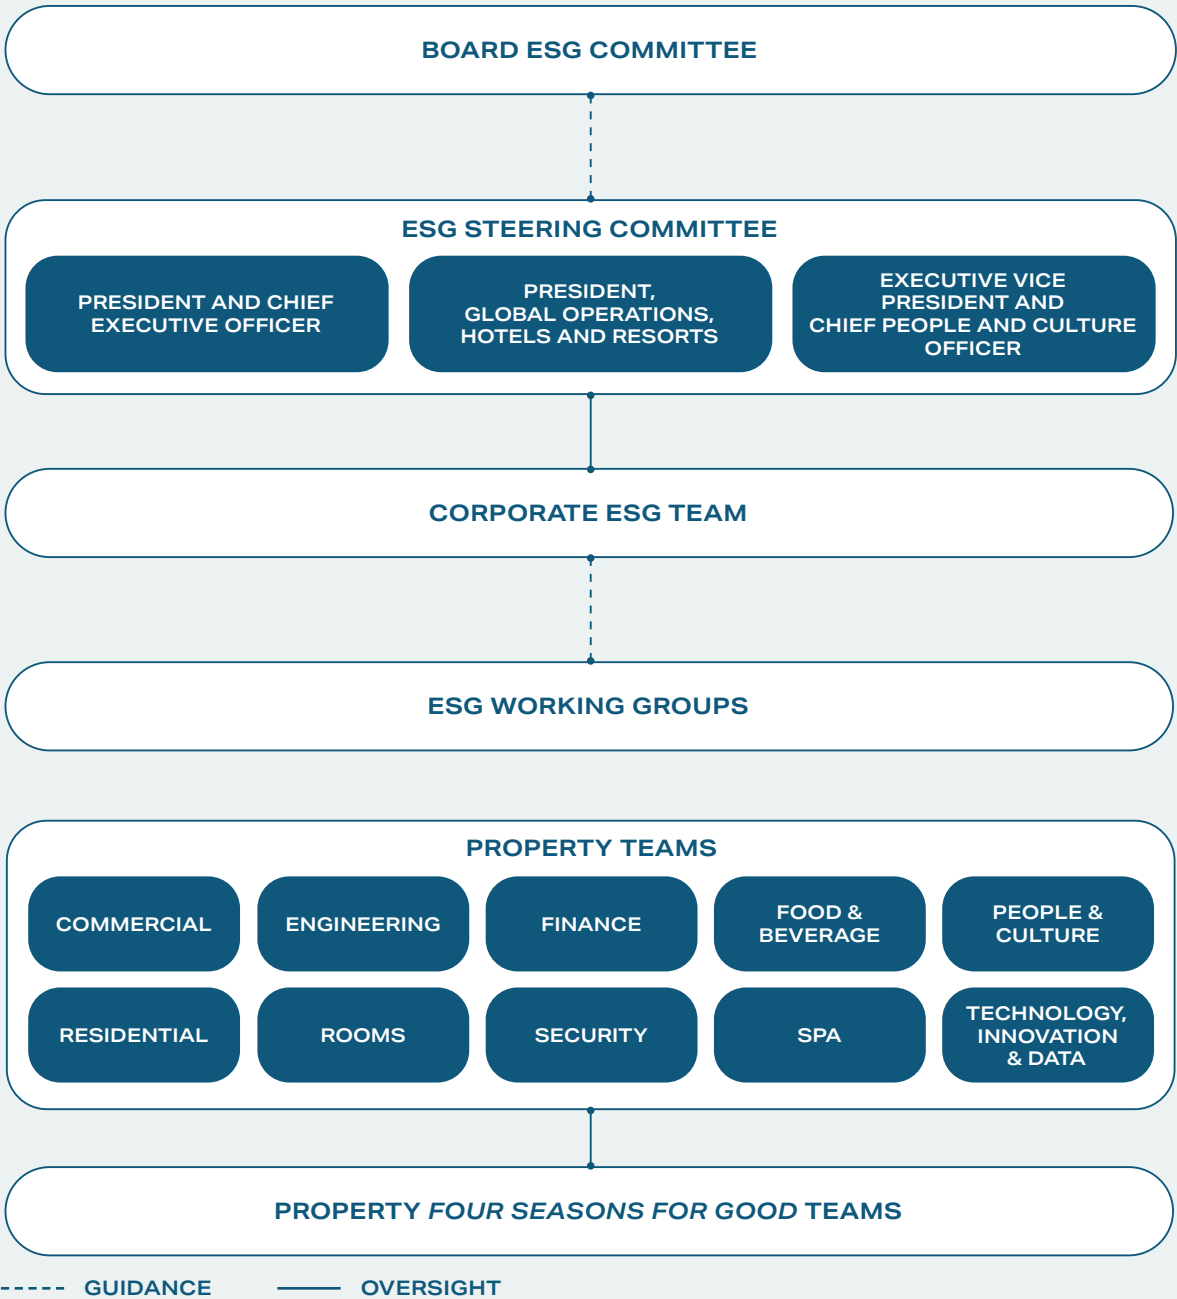 BOARD ESG COMMITTEE
ESG STEERING COMMITTEE
PRESIDENT AND CHIEF
EXECUTIVE OFFICER
PRESIDENT,
GLOBAL OPERATIONS,
HOTELS AND RESORTS
EXECUTIVE VICE
PRESIDENT AND
CHIEF PEOPLE AND CULTURE
OFFICER
CORPORATE ESG TEAM
ESG WORKING GROUPS
PROPERTY TEAMS
COMMERCIAL
ENGINEERING
FINANCE
FOOD &
BEVERAGE
PEOPLE &
CULTURE
RESIDENTIAL
ROOMS
SECURITY
SPA
TECHNOLOGY,
INNOVATION
& DATA
PROPERTY FOUR SEASONS FOR GOOD TEAMS
GUIDANCE
OVERSIGHT